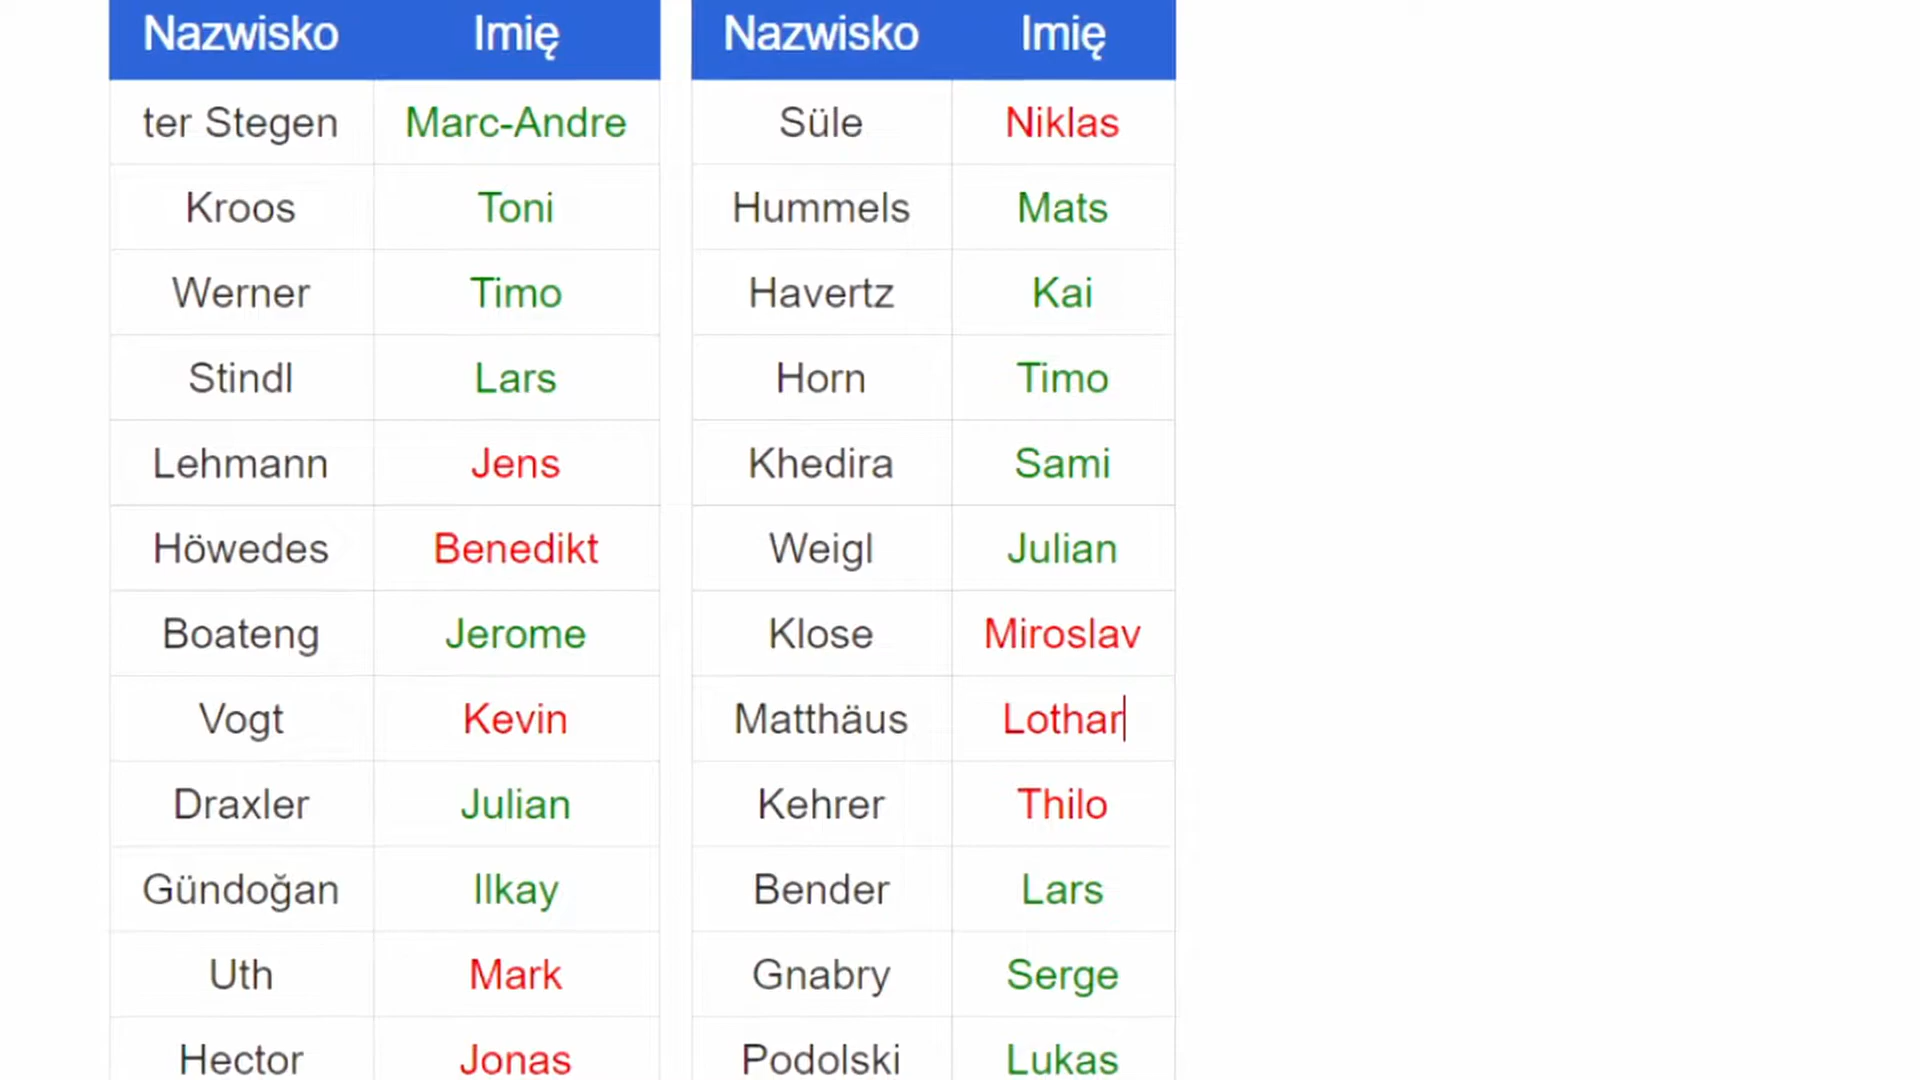 Nazwisko Imię Nazwisko Imię
ter Stegen Marc-Andre Süle Niklas
Kroos Toni Hummels Mats
Werner Timo Havertz Kai
Stindl Lars Horn Timo
Lehmann Jens Khedira Sami
Höwedes Benedikt Weigl Julian
Boateng Jerome Klose Miroslav
Vogt Kevin Matthäus Lothar
Draxler Julian Kehrer Thilo
Gündoğan Ilkay Bender Lars
Uth Mark Gnabry Serge
Hector Jonas Podolski Lukas